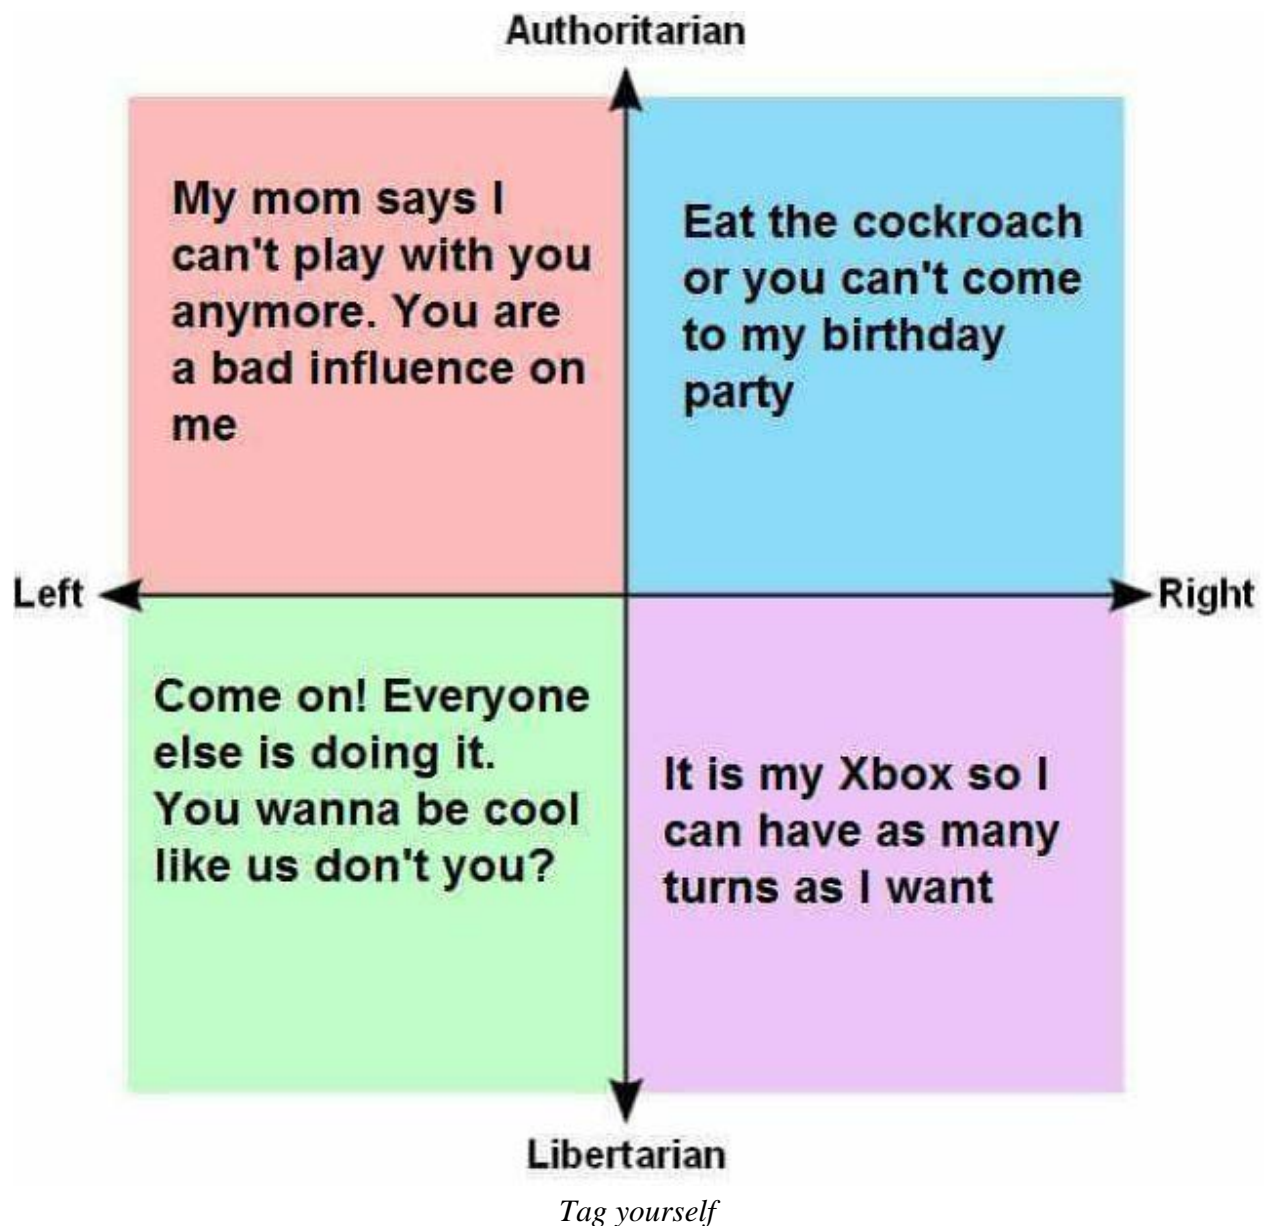 Authoritarian
My mom says I
can't play with you
anymore. You are
a bad influence on
me
Eat the cockroach
or you can't come
to my birthday
party
Left
Right
Come on! Everyone
else is doing it.
You wanna be cool
like us don't you?
It is my Xbox so I
can have as many
turns as I want
Libertarian
Tag yourself